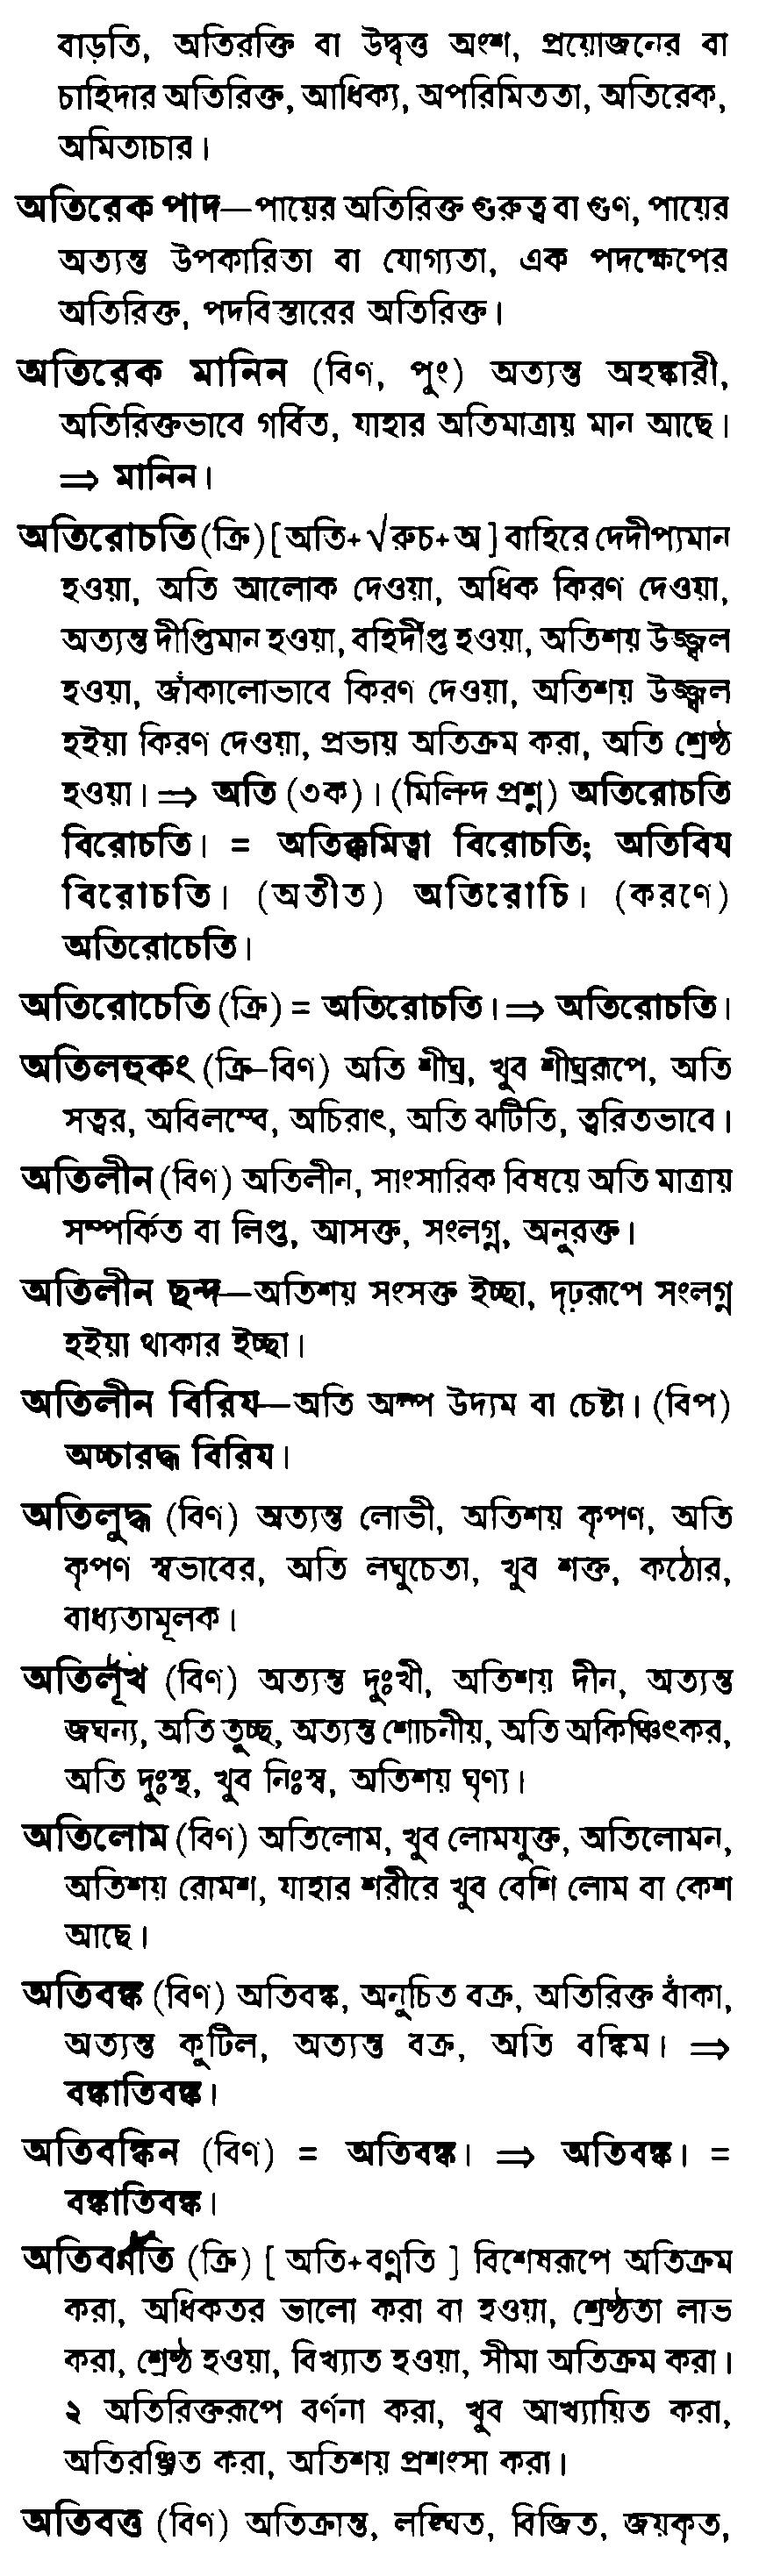 বাড়তি, অতিরক্তি বা উদ্বৃত্ত অংশ, প্রয়োজনের বা
চাহিদার অতিরিক্ত, আধিক্য, অপরিমিততা, অতিরেক,
অমিতাচার।
অতিরেক পাদ—পায়ের অতিরিক্ত গুরুত্ব বা গুণ, পায়ের
অত্যন্ত উপকারিতা বা যোগ্যতা, এক পদক্ষেপের
অতিরিক্ত, পদবিস্তারের অতিরিক্ত।
অতিরেক মানিন (বিণ, পুং) অত্যন্ত অহঙ্কারী,
অতিরিক্তভাবে গর্বিত, যাহার অতিমাত্রায় মান আছে।
⇒ মানিন।
অতিরোচতি (ক্রি) [অতি+√রুচ+অ] বাহিরে দেদীপ্যমান
হওয়া, অতি আলোক দেওয়া, অধিক কিরণ দেওয়া,
অত্যন্ত দীপ্তিমান হওয়া, বহির্দীপ্ত হওয়া, অতিশয় উজ্জ্বল
হওয়া, জাঁকালোভাবে কিরণ দেওয়া, অতিশয় উজ্জ্বল
হইয়া কিরণ দেওয়া, প্রভায় অতিক্রম করা, অতি শ্রেষ্ঠ
হওয়া। ⇒ অতি (৩ক)। (মিলিন্দ প্রশ্ন) অতিরোচতি
বিরোচতি। = অতিক্কমিত্বা বিরোচতি; অতিবিয
বিরোচতি। (অতীত) অতিরোচি। (করণে)
অতিরোচেতি।
অতিরোচেতি (ক্রি) = অতিরোচতি। ⇒ অতিরোচতি।
অতিলহুকং (ক্রি-বিণ) অতি শীঘ্র, খুব শীঘ্ররূপে, অতি
সত্বর, অবিলম্বে, অচিরাৎ, অতি ঝটিতি, ত্বরিতভাবে।
অতিলীন (বিণ) অতিলীন, সাংসারিক বিষয়ে অতি মাত্রায়
সম্পর্কিত বা লিপ্ত, আসক্ত, সংলগ্ন, অনুরক্ত।
অতিলীন ছন্দ—অতিশয় সংসক্ত ইচ্ছা, দৃঢ়রূপে সংলগ্ন
হইয়া থাকার ইচ্ছা।
অতিলীন বিরিয—অতি অল্প উদ্যম বা চেষ্টা। (বিপ)
অচ্চারদ্ধ বিরিয।
অতিলুদ্ধ (বিণ) অত্যন্ত লোভী, অতিশয় কৃপণ, অতি
কৃপণ স্বভাবের, অতি লঘুচেতা, খুব শক্ত, কঠোর,
বাধ্যতামূলক।
অতিলূখ (বিণ) অত্যন্ত দুঃখী, অতিশয় দীন, অত্যন্ত
জঘন্য, অতি তুচ্ছ, অত্যন্ত শোচনীয়, অতি অকিঞ্চিৎকর,
অতি দুঃস্থ, খুব নিঃস্ব, অতিশয় ঘৃণ্য।
অতিলোম (বিণ) অতিলোম, খুব লোমযুক্ত, অতিলোমন,
অতিশয় রোমশ, যাহার শরীরে খুব বেশি লোম বা কেশ
আছে।
অতিবঙ্ক (বিণ) অতিবঙ্ক, অনুচিত বক্র, অতিরিক্ত বাঁকা,
অত্যন্ত কুটিল, অত্যন্ত বক্র, অতি বঙ্কিম। ⇒
বঙ্কাতিবঙ্ক।
অতিবঙ্কিন (বিণ) = অতিবঙ্ক। ⇒ অতিবঙ্ক। =
বঙ্কাতিবঙ্ক।
অতিবন্নতি (ক্রি) [ অতি+বণ্নতি ] বিশেষরূপে অতিক্রম
করা, অধিকতর ভালো করা বা হওয়া, শ্রেষ্ঠতা লাভ
করা, শ্রেষ্ঠ হওয়া, বিখ্যাত হওয়া, সীমা অতিক্রম করা।
২ অতিরিক্তরূপে বর্ণনা করা, খুব আখ্যায়িত করা,
অতিরঞ্জিত করা, অতিশয় প্রশংসা করা।
অতিবত্ত (বিণ) অতিক্রান্ত, লঙ্ঘিত, বিজিত, জয়কৃত,